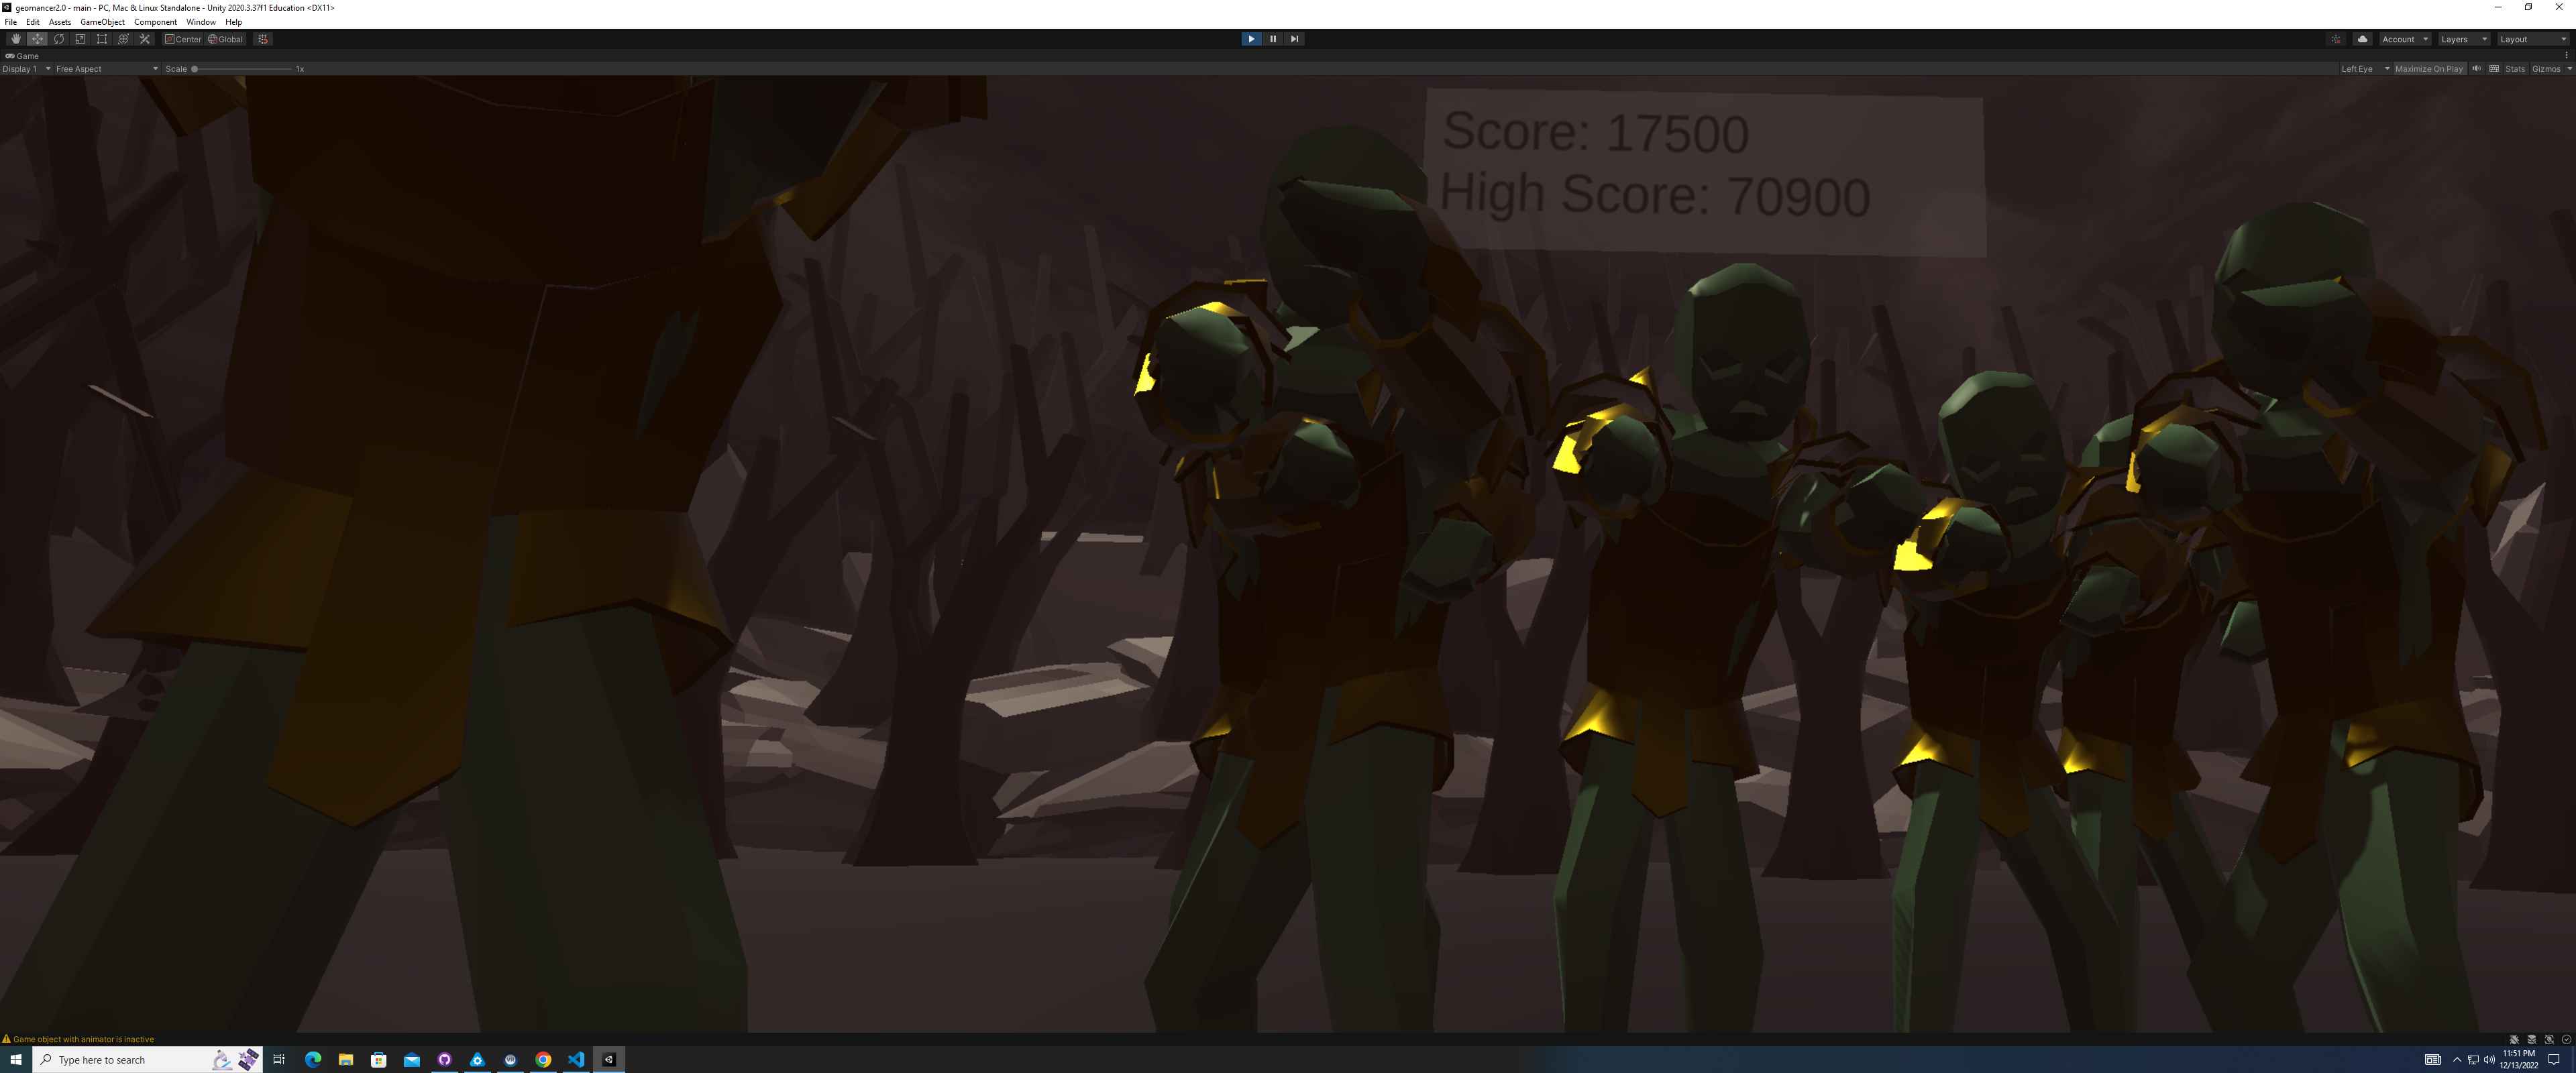 geomancer2.0 - main - PC, Mac & Linux Standalone - Unity 2020.3.37f1 Education <DX11>
File Edit Assets GameObject Component Window Help
Center Global Account Layers Layout
Game
Display 1 Free Aspect Scale 1x Left Eye Maximize On Play Stats Gizmos
Score: 17500
High Score: 70900
Game object with animator is inactive
Type here to search
11:51 PM
12/13/2022